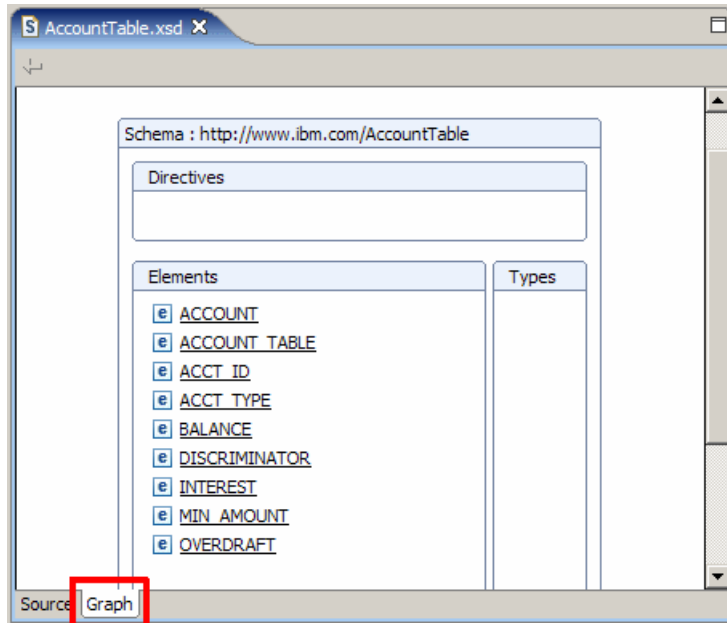 AccountTable.xsd
Schema : http://www.ibm.com/AccountTable
Directives
Elements
Types
e ACCOUNT
e ACCOUNT_TABLE
e ACCT_ID
e ACCT_TYPE
e BALANCE
e DISCRIMINATOR
e INTEREST
e MIN_AMOUNT
e OVERDRAFT
Source Graph